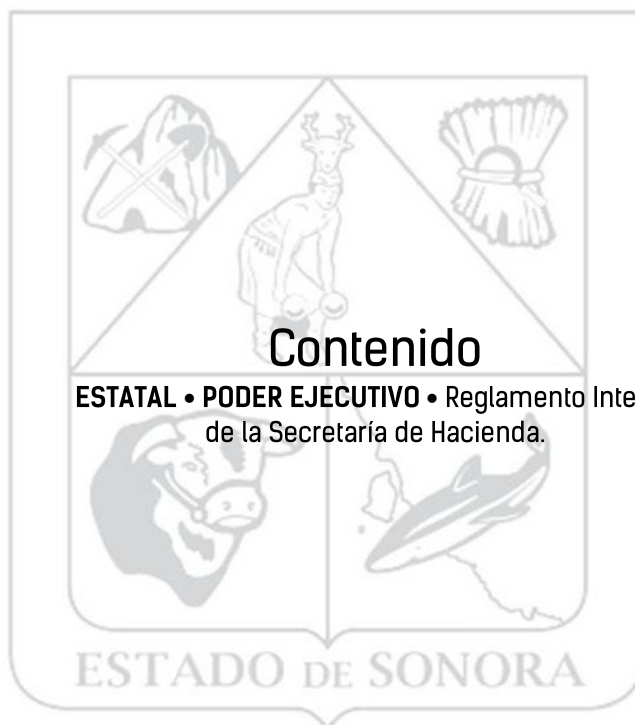 Contenido
ESTATAL • PODER EJECUTIVO • Reglamento Inte
de la Secretaría de Hacienda.
ESTADO DE SONORA